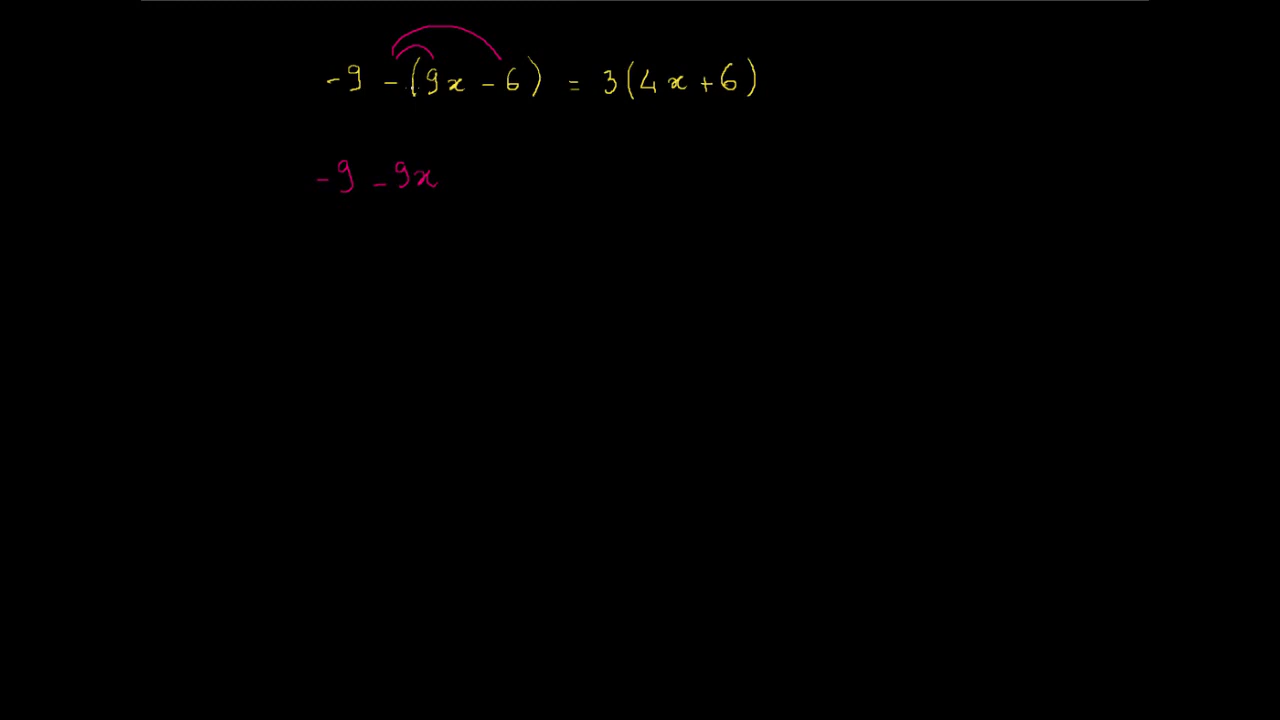 -9 -(9x - 6) = 3(4x + 6)
-9 - 9x